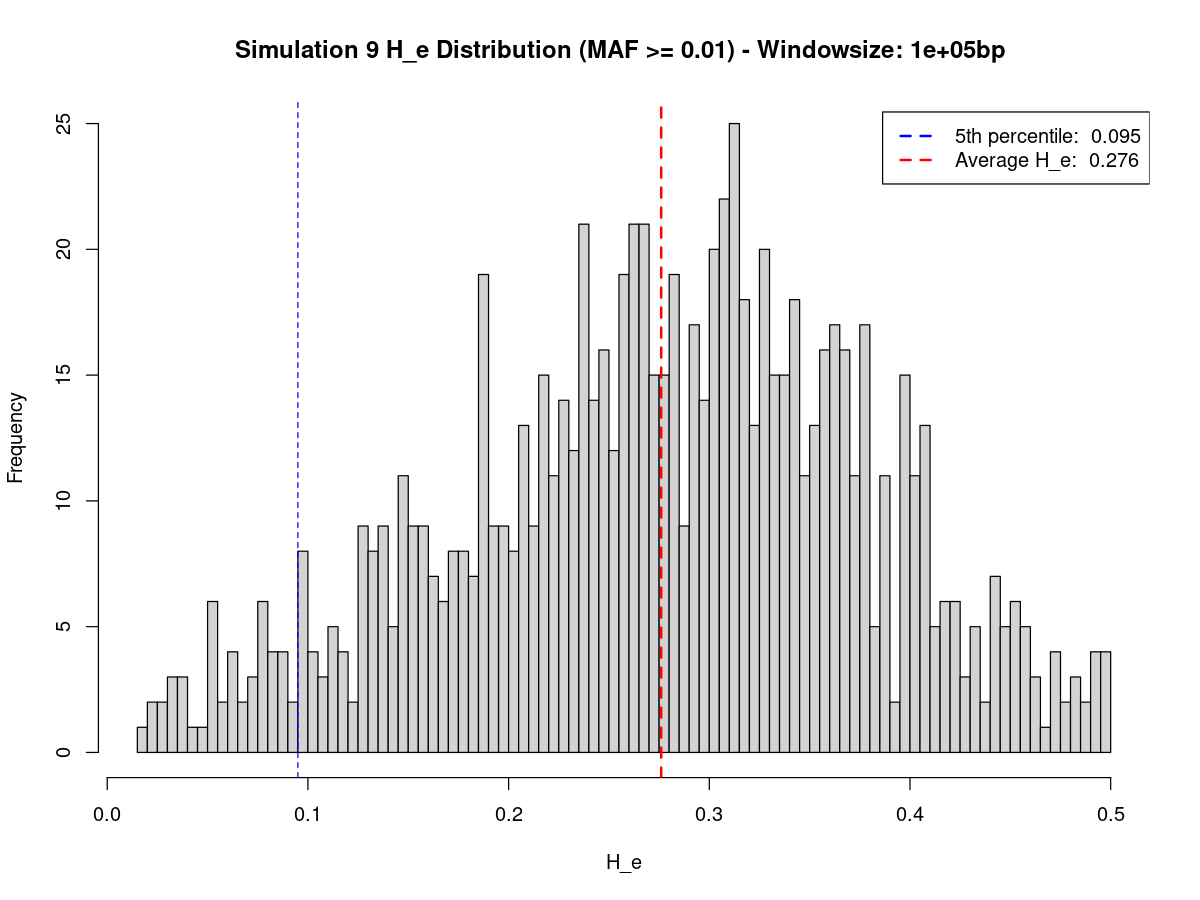 Simulation 9 H_e Distribution (MAF >= 0.01) - Windowsize: 1e+05bp
5th percentile: 0.095
Average H_e: 0.276
Frequency
25
20
15
10
5
0
0.0 0.1 0.2 0.3 0.4 0.5
H_e